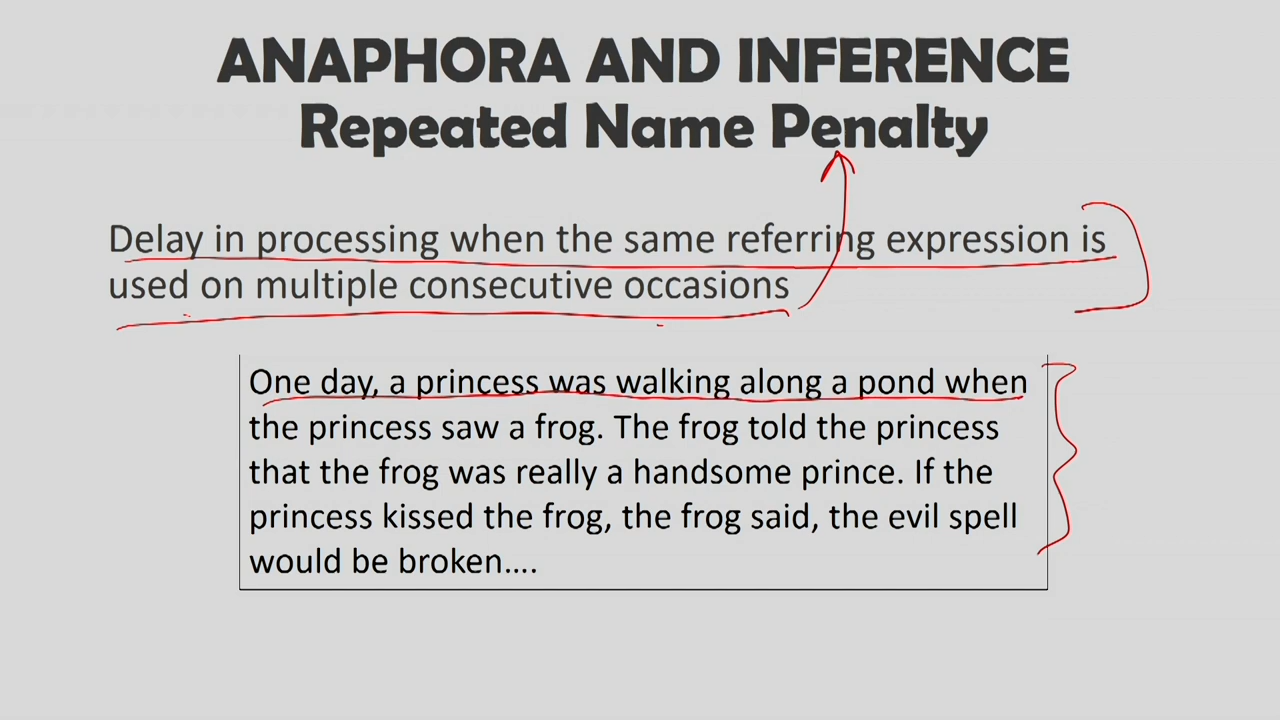 ANAPHORA AND INFERENCE
Repeated Name Penalty
Delay in processing when the same referring expression is
used on multiple consecutive occasions
One day, a princess was walking along a pond when
the princess saw a frog. The frog told the princess
that the frog was really a handsome prince. If the
princess kissed the frog, the frog said, the evil spell
would be broken....